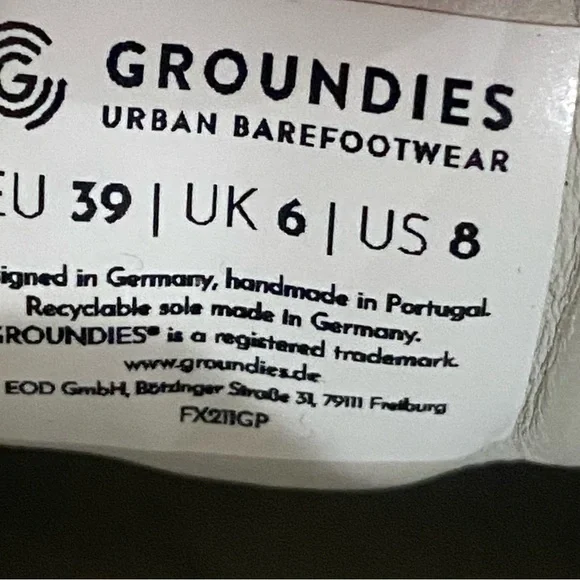 G GROUNDIES
URBAN BAREFOOTWEAR
EU 39 | UK 6 | US 8
igned in Germany, handmade in Portugal.
Recyclable sole made in Germany.
GROUNDIES® is a registered trademark.
www.groundies.de
EOD GmbH, Bötzinger Straße 31, 79111 Freiburg
FX211GP